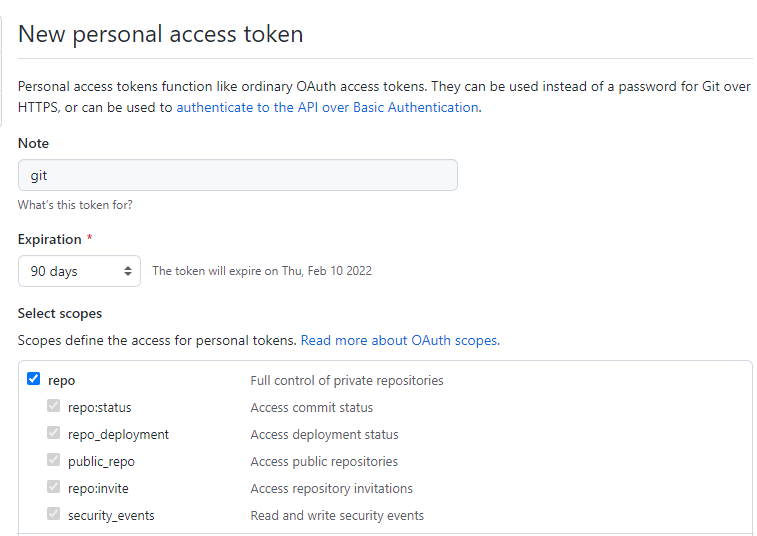 New personal access token
Personal access tokens function like ordinary OAuth access tokens. They can be used instead of a password for Git over
HTTPS, or can be used to authenticate to the API over Basic Authentication.
Note
git
What's this token for?
Expiration *
90 days The token will expire on Thu, Feb 10 2022
Select scopes
Scopes define the access for personal tokens. Read more about OAuth scopes.
repo Full control of private repositories
repo:status Access commit status
repo_deployment Access deployment status
public_repo Access public repositories
repo:invite Access repository invitations
security_events Read and write security events